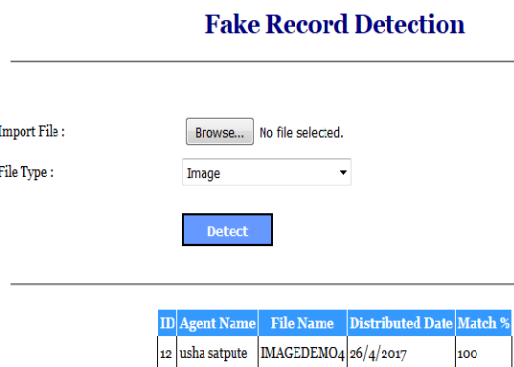 Fake Record Detection
Import File :
Browse... No file selected.
File Type :
Image
Detect
ID Agent Name File Name Distributed Date Match %
12 usha satpute IMAGEDEMO4 26/4/2017 100